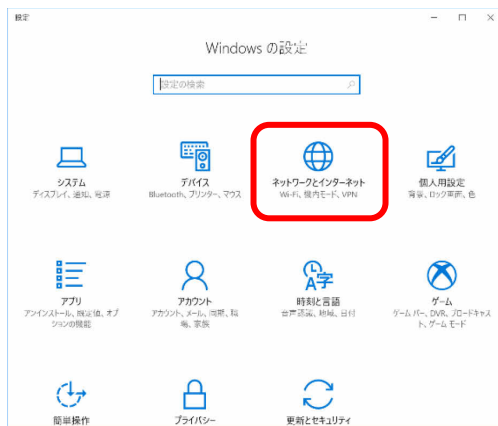 設定
Windows の設定
設定の検索
システム
ディスプレイ、通知、電源
デバイス
Bluetooth、プリンター、マウス
ネットワークとインターネット
Wi-Fi、機内モード、VPN
個人用設定
背景、ロック画面、色
アプリ
アンインストール、既定値、オプ
ションの機能
アカウント
アカウント、メール、同期、職
場、家族
時刻と言語
音声認識、地域、日付
ゲーム
ゲーム バー、DVR、ブロードキャス
ト、ゲーム モード
簡単操作
プライバシー
更新とセキュリティ